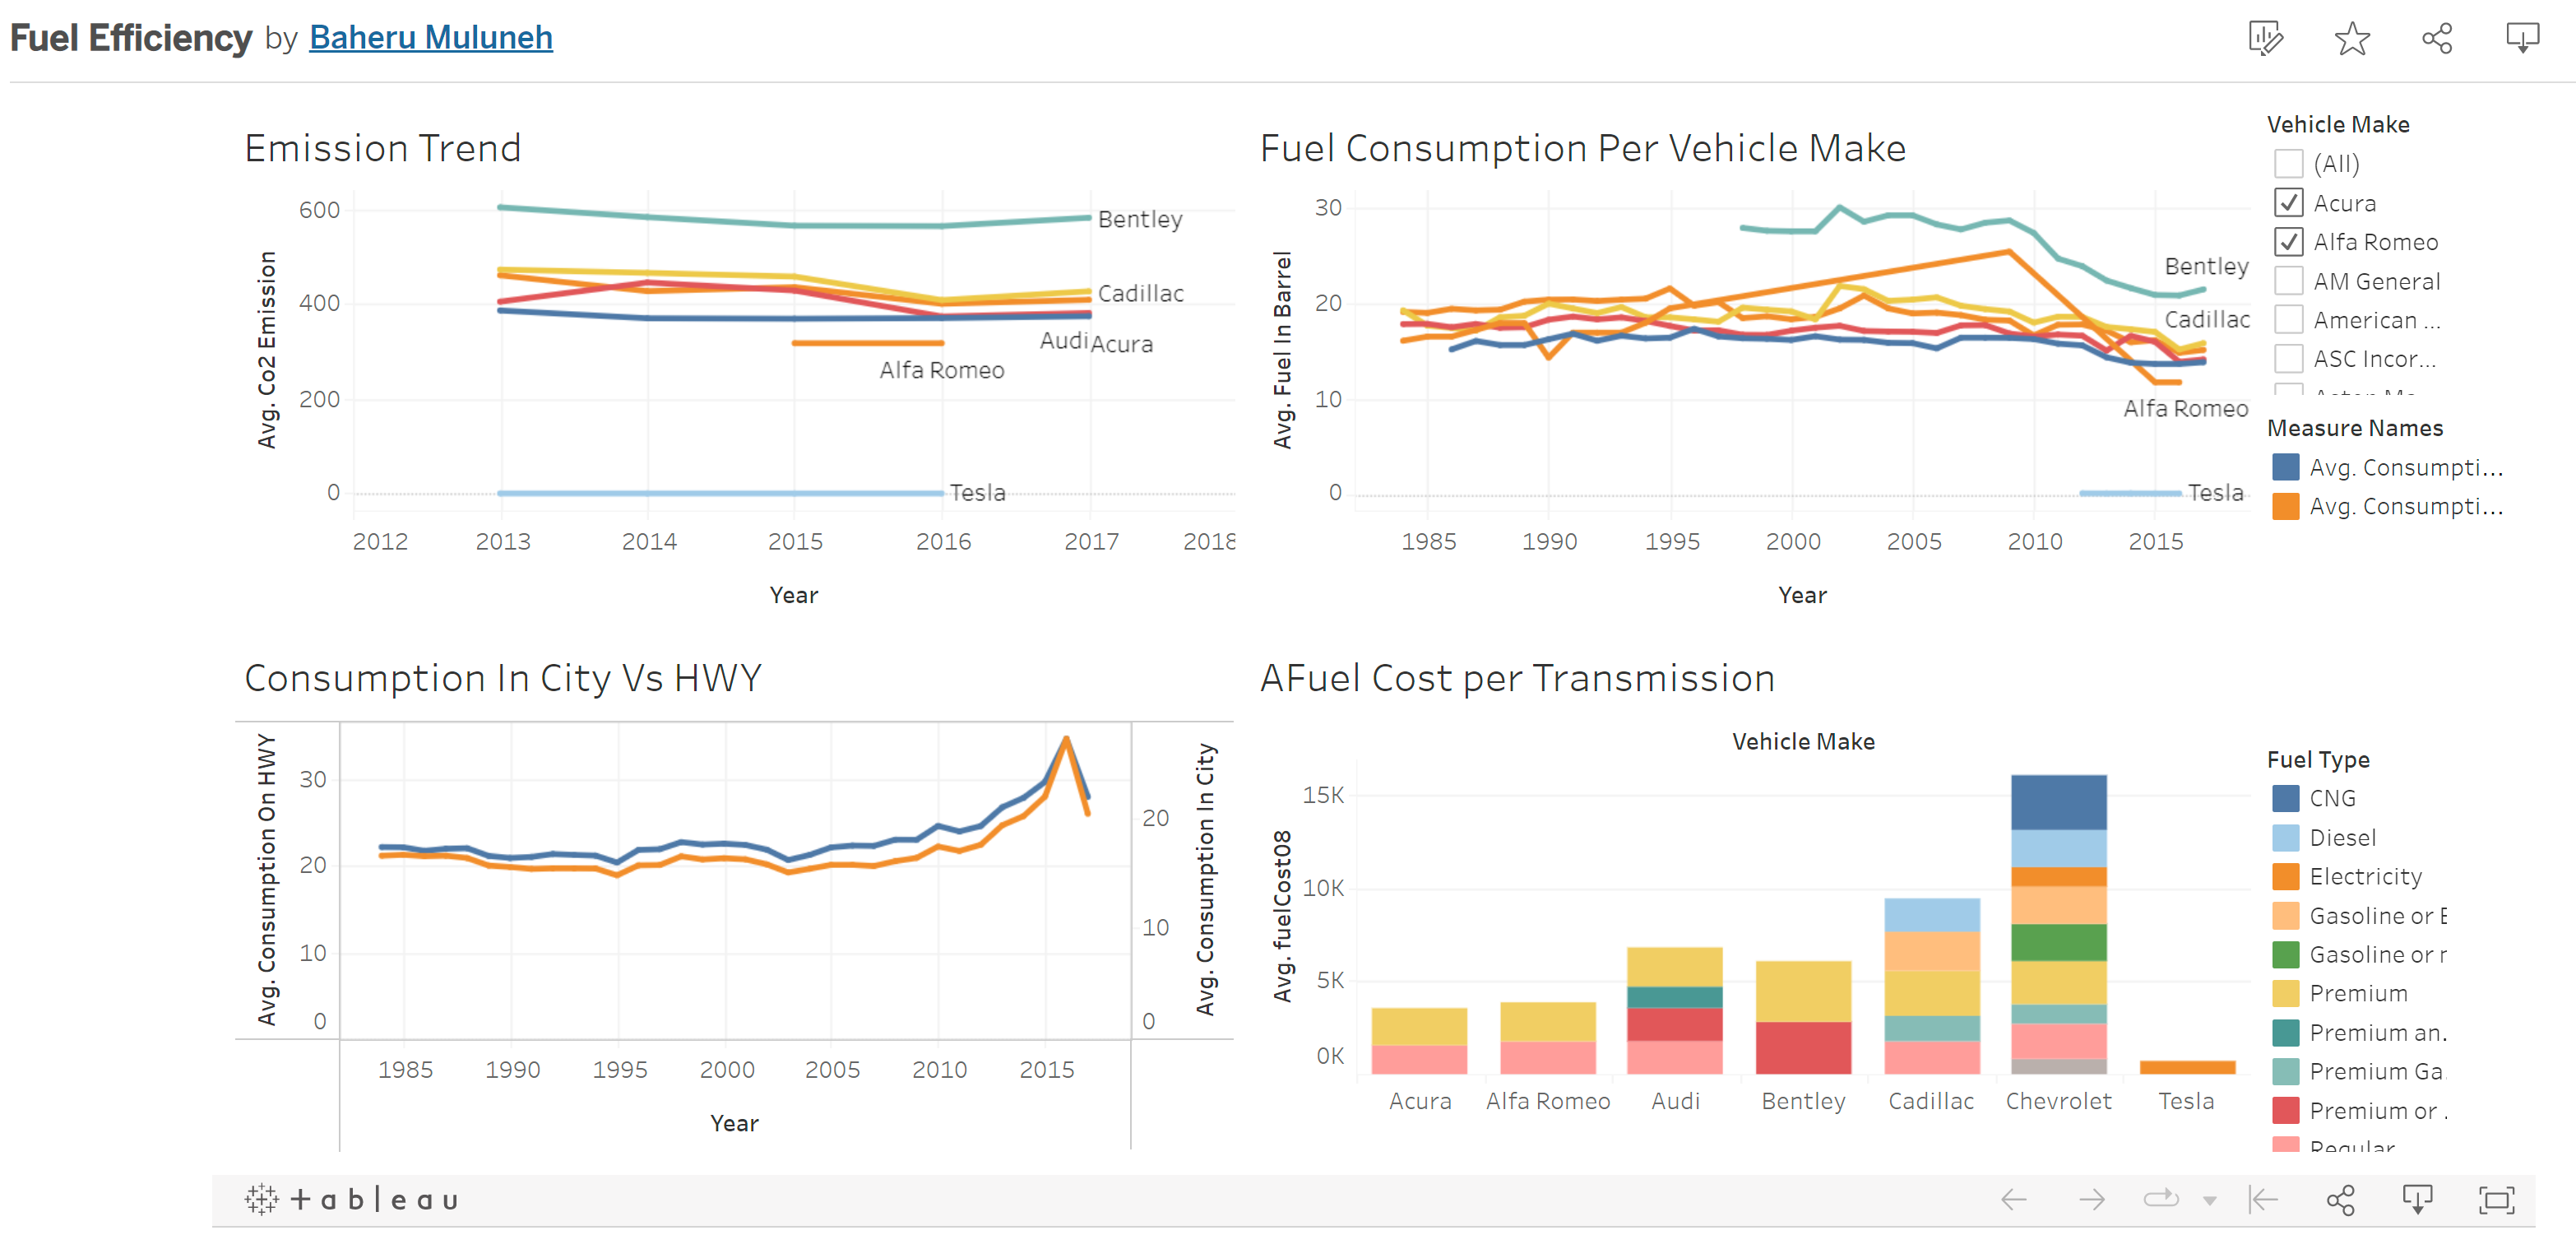 Fuel Efficiency by Baheru Muluneh
Emission Trend
600
400
200
0
Avg. Co2 Emission
Bentley
Cadillac
Audi
Acura
Alfa Romeo
Tesla
2012 2013 2014 2015 2016 2017 2018
Year
Fuel Consumption Per Vehicle Make
30
20
10
0
Avg. Fuel In Barrel
Bentley
Cadillac
Alfa Romeo
Tesla
1985 1990 1995 2000 2005 2010 2015
Year
Vehicle Make
(All)
Acura
Alfa Romeo
AM General
American ...
ASC Incor...
Measure Names
Avg. Consumpti...
Avg. Consumpti...
Consumption In City Vs HWY
Avg. Consumption On HWY
30
20
10
0
20
10
0
Avg. Consumption In City
1985 1990 1995 2000 2005 2010 2015
Year
AFuel Cost per Transmission
Vehicle Make
15K
10K
5K
0K
Avg. fuelCost08
Acura Alfa Romeo Audi Bentley Cadillac Chevrolet Tesla
Fuel Type
CNG
Diesel
Electricity
Gasoline or E
Gasoline or r
Premium
Premium an.
Premium Ga.
Premium or .
Regular
+ableau